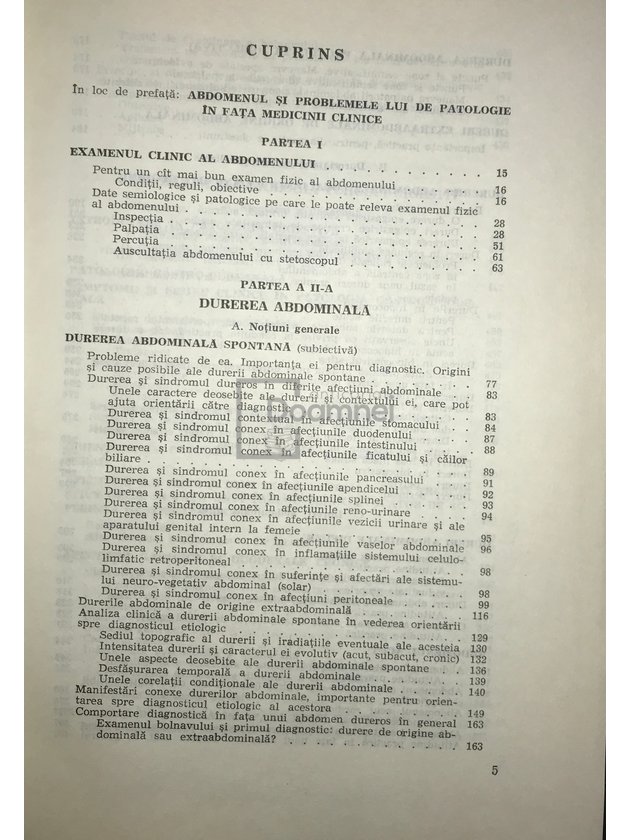 CUPRINS
În loc de prefață: ABDOMENUL ȘI PROBLEMELE LUI DE PATOLOGIE
ÎN FAȚA MEDICINII CLINICE
PARTEA I
EXAMENUL CLINIC AL ABDOMENULUI . . . . . . . . . 15
Pentru un cît mai bun examen fizic al abdomenului . . . . . 16
Condiții, reguli, obiective . . . . . . . . . . . 16
Date semiologice și patologice pe care le poate releva examenul fizic
al abdomenului . . . . . . . . . . . . . . 28
Inspecția . . . . . . . . . . . . . . 28
Palpația . . . . . . . . . . . . . . 51
Percuția . . . . . . . . . . . . . . 61
Auscultația abdomenului cu stetoscopul . . . . . . . 63
PARTEA A II-A
DUREREA ABDOMINALĂ
A. Noțiuni generale
DUREREA ABDOMINALĂ SPONTANĂ (subiectivă)
Probleme ridicate de ea. Importanța ei pentru diagnostic. Origini
și cauze posibile ale durerii abdominale spontane . . . . . . 77
Durerea și sindromul dureros în diferite afecțiuni abdominale . . 83
Unele caractere deosebite ale durerii și contextului ei, care pot
ajuta orientării către diagnostic . . . . . . . . . 83
Durerea și sindromul conex în afecțiunile stomacului . . . . 84
Durerea și sindromul conex în afecțiunile duodenului . . . . 87
Durerea și sindromul conex în afecțiunile intestinului . . . . 88
Durerea și sindromul conex în afecțiunile ficatului și căilor
biliare . . . . . . . . . . . . . . . 89
Durerea și sindromul conex în afecțiunile pancreasului . . . 91
Durerea și sindromul conex în afecțiunile apendicelui . . . 92
Durerea și sindromul conex în afecțiunile splinei . . . . . 93
Durerea și sindromul conex în afecțiunile reno-urinare . . . 94
Durerea și sindromul conex în afecțiunile vezicii urinare și ale
aparatului genital intern la femeie . . . . . . . . 95
Durerea și sindromul conex în afecțiunile vaselor abdominale 96
Durerea și sindromul conex în inflamațiile sistemului celulo-
limfatic retroperitoneal . . . . . . . . . . . 98
Durerea și sindromul conex în suferințe și afectări ale sistemu-
lui neuro-vegetativ abdominal (solar) . . . . . . . 98
Durerea și sindromul conex în afecțiuni peritoneale . . . . 99
Durerile abdominale de origine extraabdominală . . . . . . 116
Analiza clinică a durerii abdominale spontane în vederea orientării
spre diagnosticul etiologic . . . . . . . . . . . 129
Sediul topografic al durerii și iradiațiile eventuale ale acesteia 130
Intensitatea durerii și caracterul ei evolutiv (acut, subacut, cronic) 132
Unele aspecte deosebite ale durerii abdominale spontane . . 136
Desfășurarea temporală a durerii abdominale . . . . . . 139
Unele corelații condiționale ale durerii abdominale . . . . . 140
Manifestări conexe durerilor abdominale, importante pentru orien-
tarea spre diagnosticul etiologic al acestora . . . . . . 149
Comportare diagnostică în fața unui abdomen dureros în general 163
Examenul bolnavului și primul diagnostic: durere de origine ab-
dominală sau extraabdominală? . . . . . . . . . 163
5